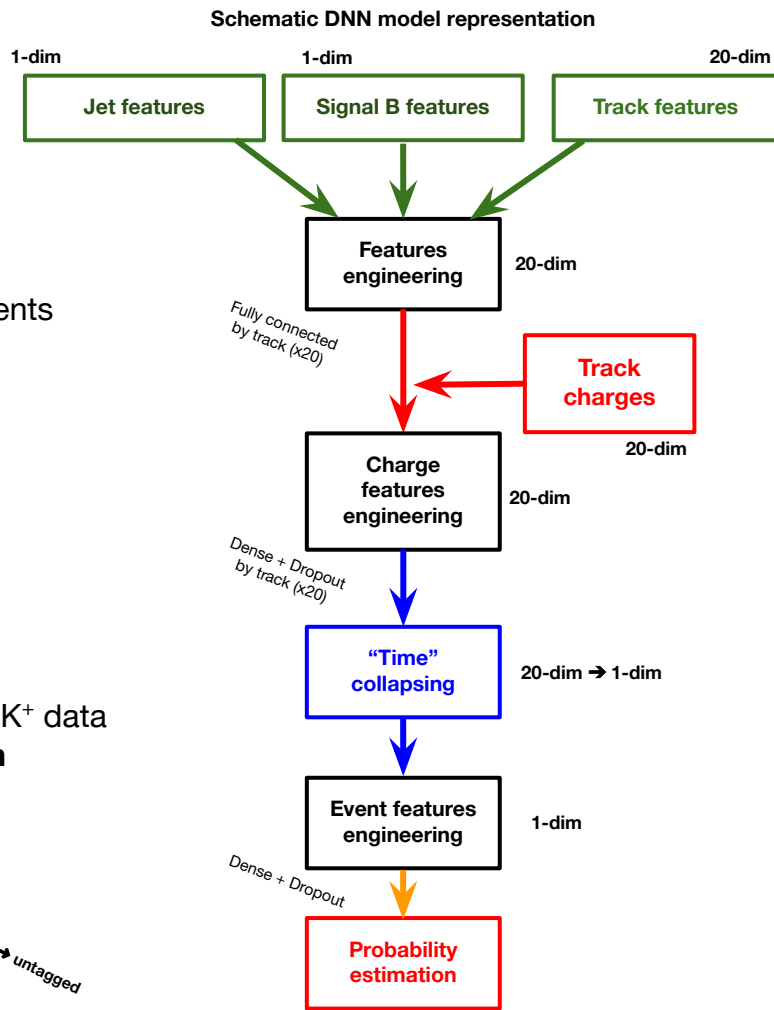 Schematic DNN model representation
1-dim
1-dim
20-dim
Jet features
Signal B features
Track features
Features
engineering
20-dim
ents
Fully connected
by track (x20)
Track
charges
20-dim
Charge
features
engineering
20-dim
Dense + Dropout
by track (x20)
“Time”
collapsing
20-dim ➔ 1-dim
K⁺ data
Event features
engineering
1-dim
Dense + Dropout
Probability
estimation
➔ untagged